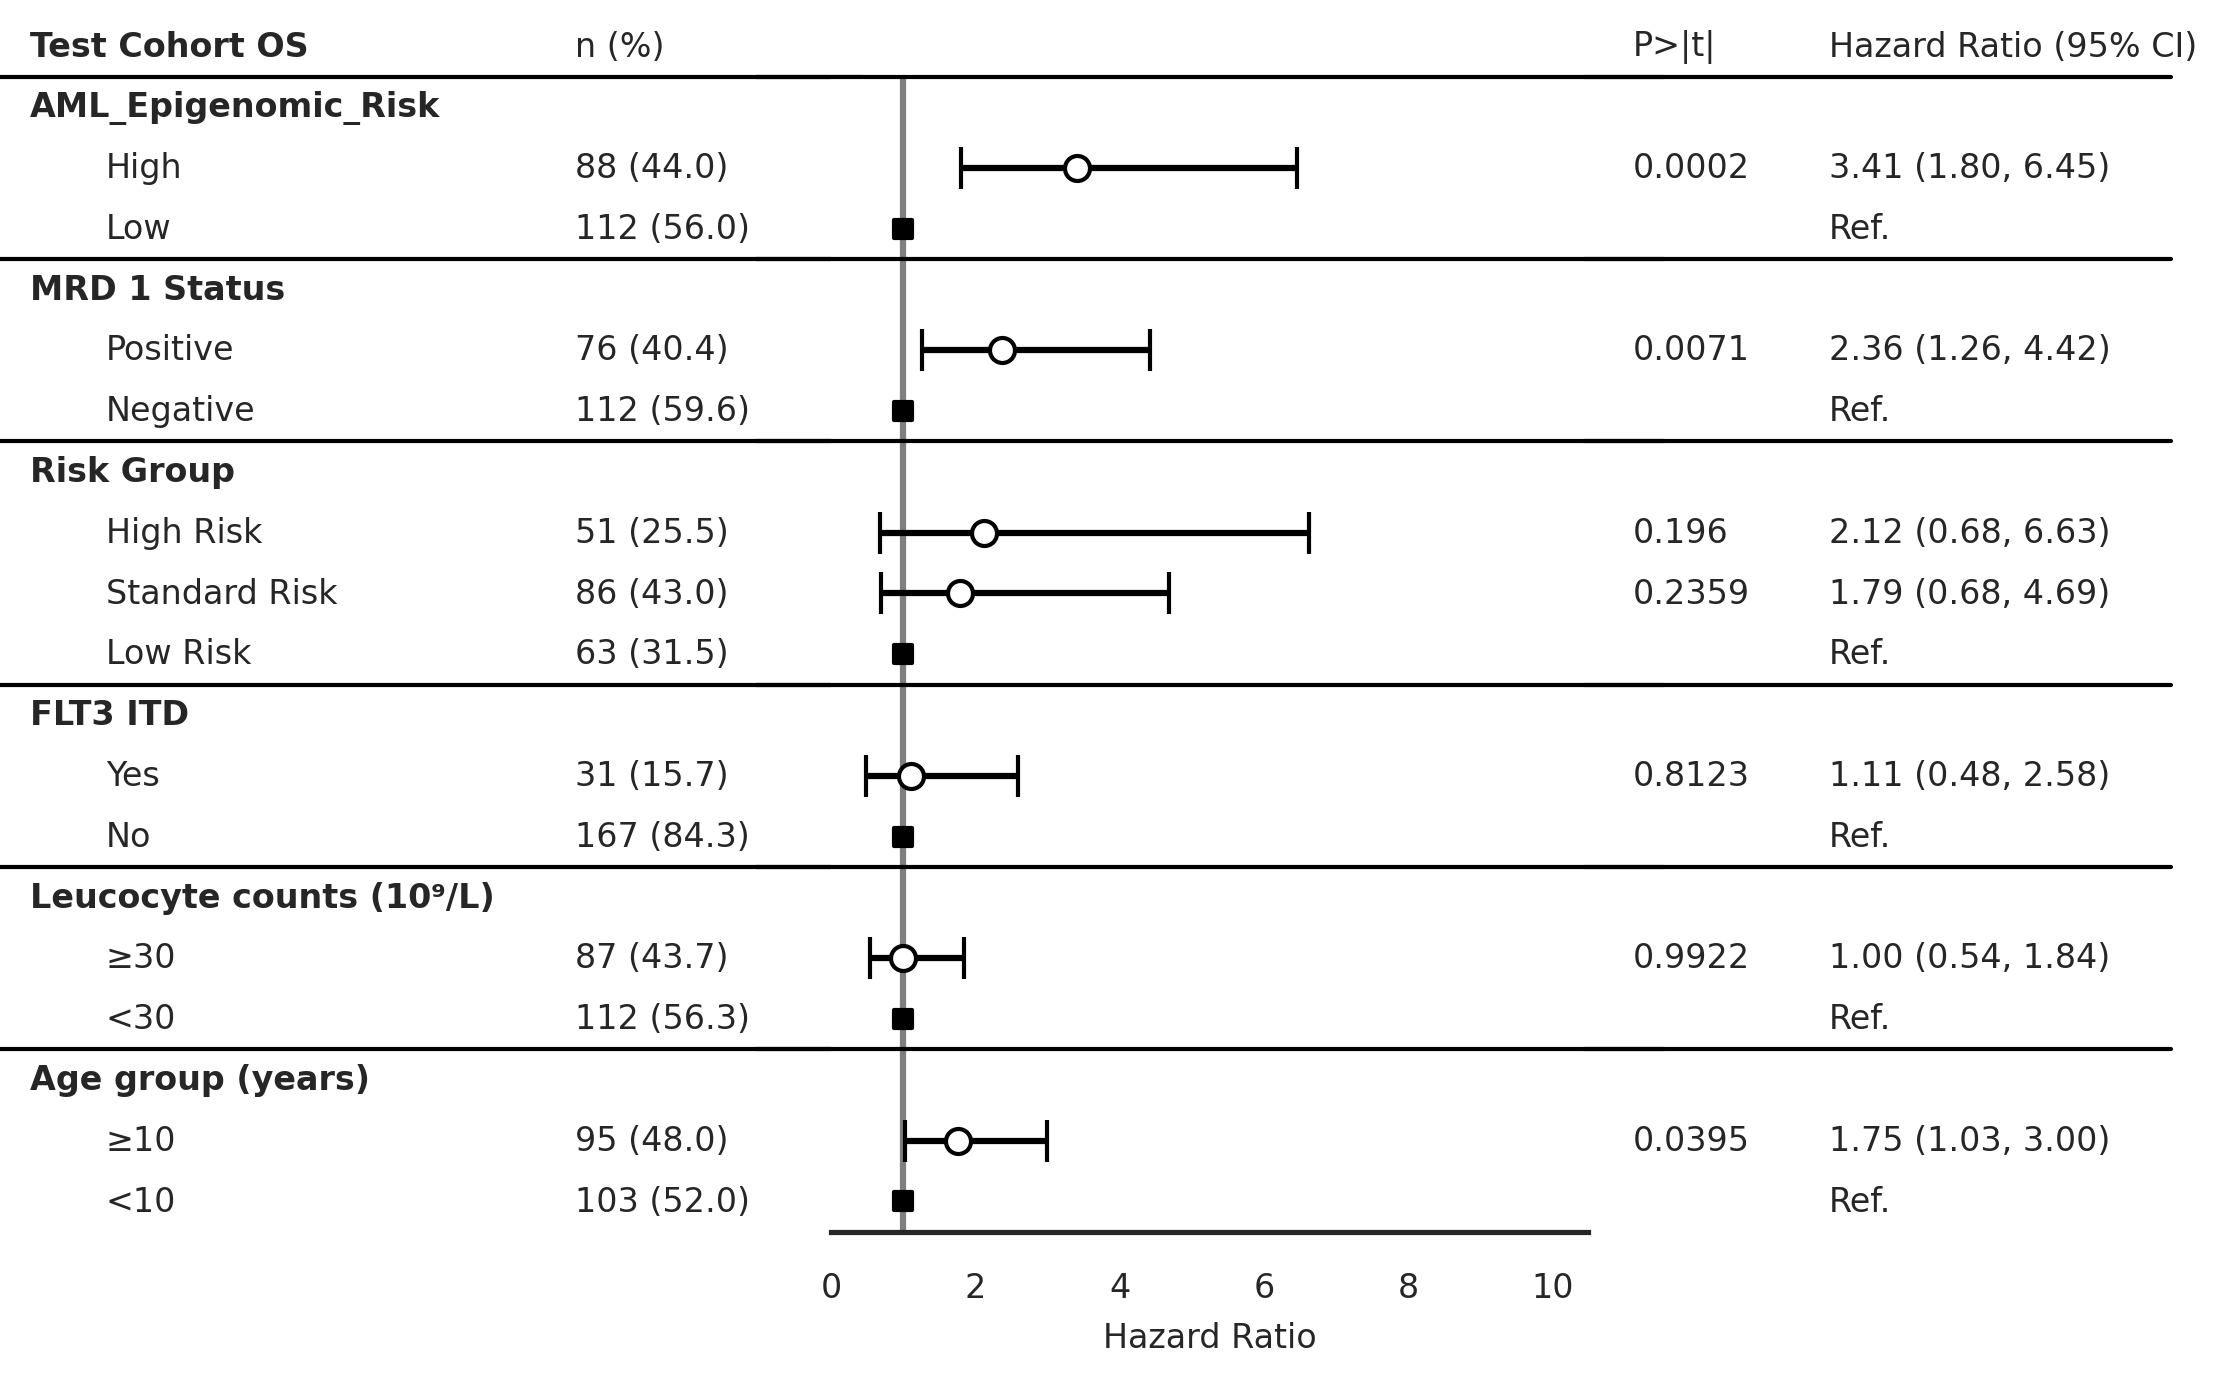 Test Cohort OS n (%) P>|t| Hazard Ratio (95% CI)
AML_Epigenomic_Risk
High 88 (44.0) 0.0002 3.41 (1.80, 6.45)
Low 112 (56.0) Ref.
MRD 1 Status
Positive 76 (40.4) 0.0071 2.36 (1.26, 4.42)
Negative 112 (59.6) Ref.
Risk Group
High Risk 51 (25.5) 0.196 2.12 (0.68, 6.63)
Standard Risk 86 (43.0) 0.2359 1.79 (0.68, 4.69)
Low Risk 63 (31.5) Ref.
FLT3 ITD
Yes 31 (15.7) 0.8123 1.11 (0.48, 2.58)
No 167 (84.3) Ref.
Leucocyte counts (10⁹/L)
≥30 87 (43.7) 0.9922 1.00 (0.54, 1.84)
<30 112 (56.3) Ref.
Age group (years)
≥10 95 (48.0) 0.0395 1.75 (1.03, 3.00)
<10 103 (52.0) Ref.
0 2 4 6 8 10
Hazard Ratio